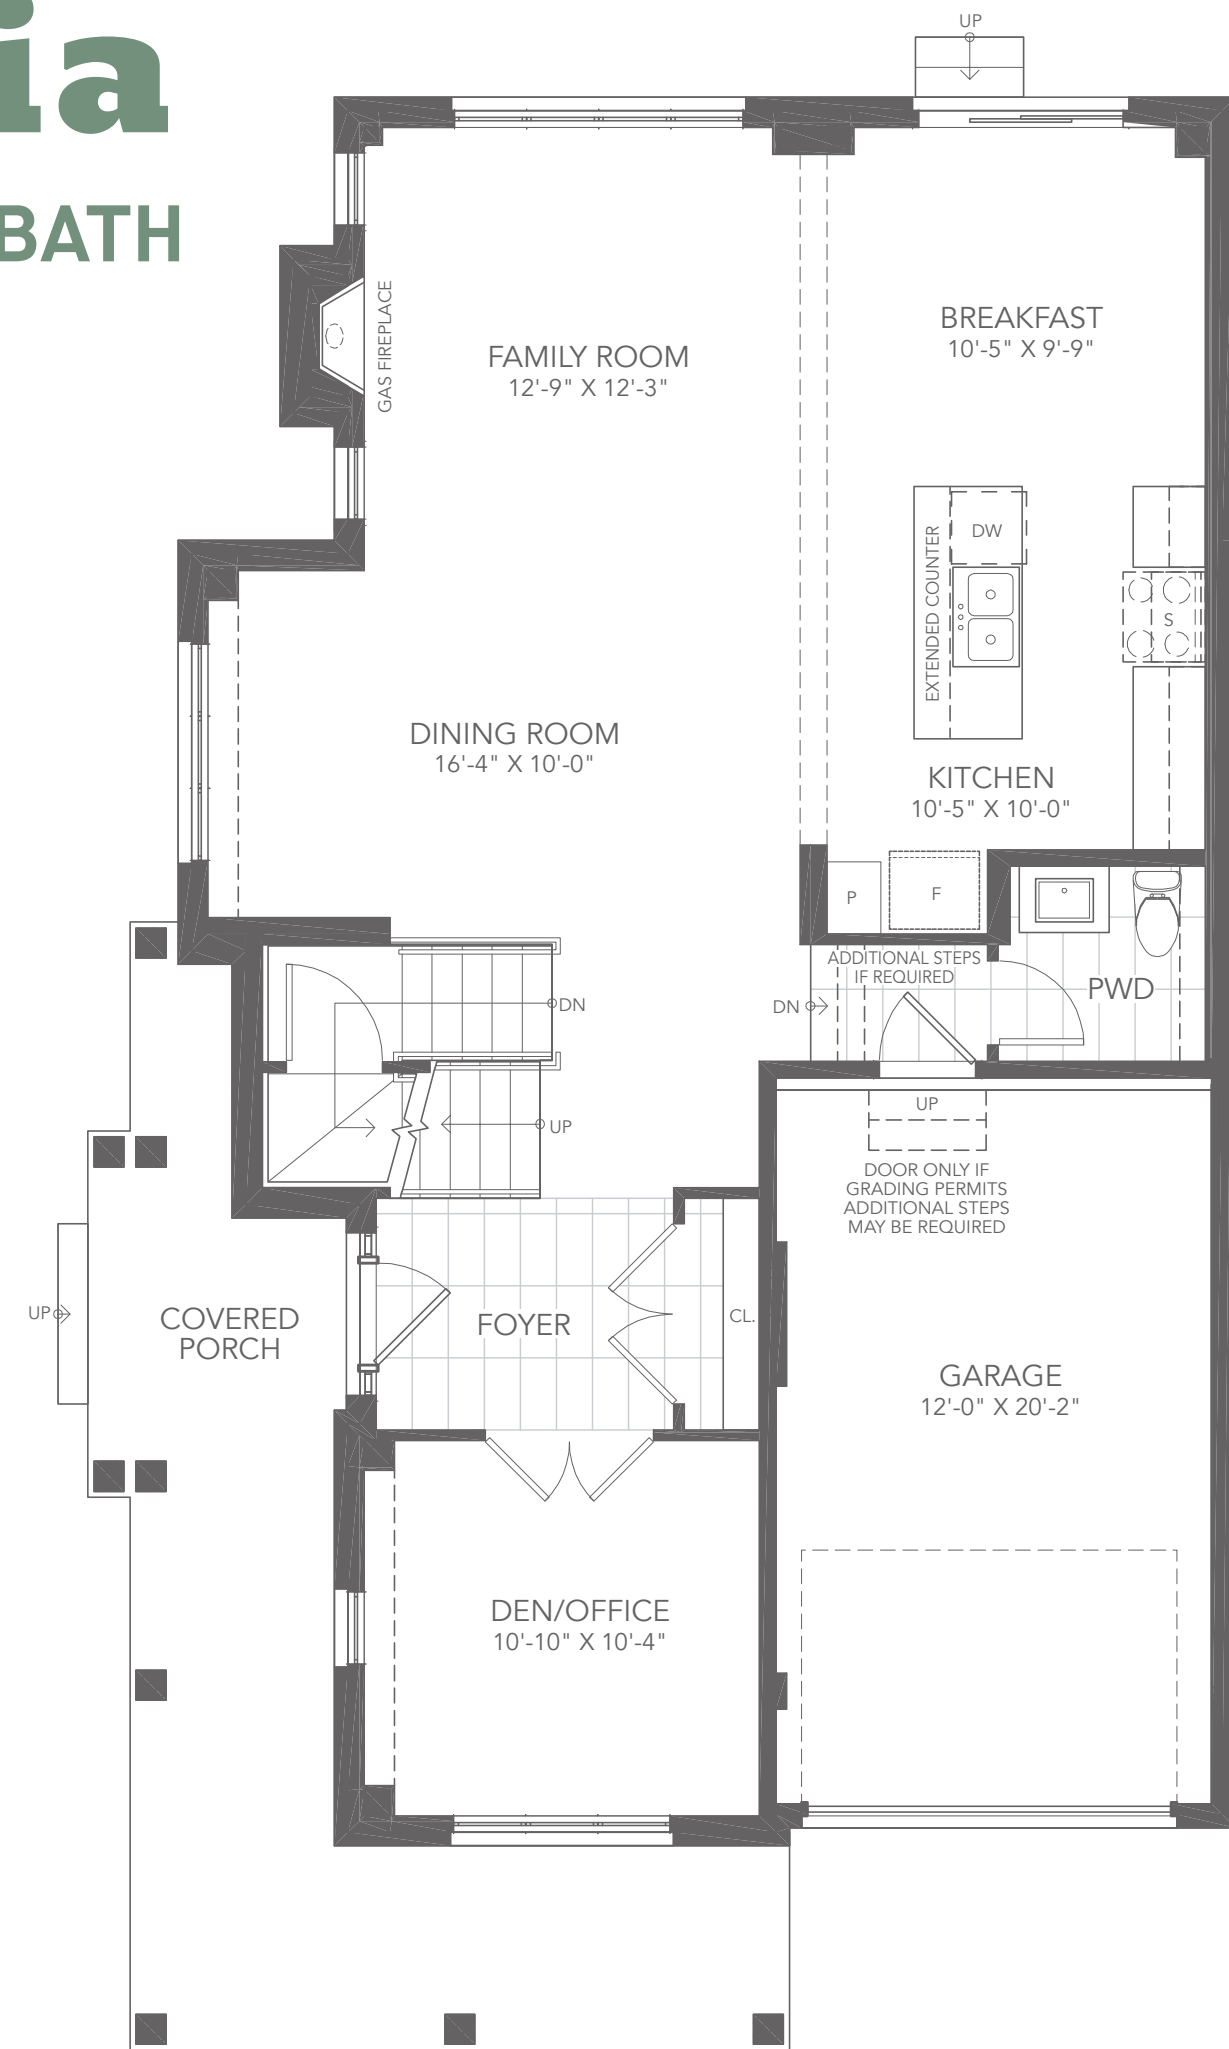 ia
BATH
UP
GAS FIREPLACE
FAMILY ROOM
12'-9" X 12'-3"
BREAKFAST
10'-5" X 9'-9"
EXTENDED COUNTER
DW
S
DINING ROOM
16'-4" X 10'-0"
KITCHEN
10'-5" X 10'-0"
P
F
ADDITIONAL STEPS
IF REQUIRED
PWD
DN
DN
UP
UP
DOOR ONLY IF
GRADING PERMITS
ADDITIONAL STEPS
MAY BE REQUIRED
UP
COVERED
PORCH
FOYER
CL.
GARAGE
12'-0" X 20'-2"
DEN/OFFICE
10'-10" X 10'-4"